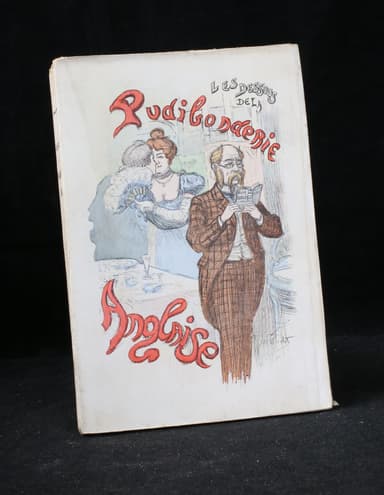 LES DESSOUS
DE LA
Pudibonderie
Anglaise